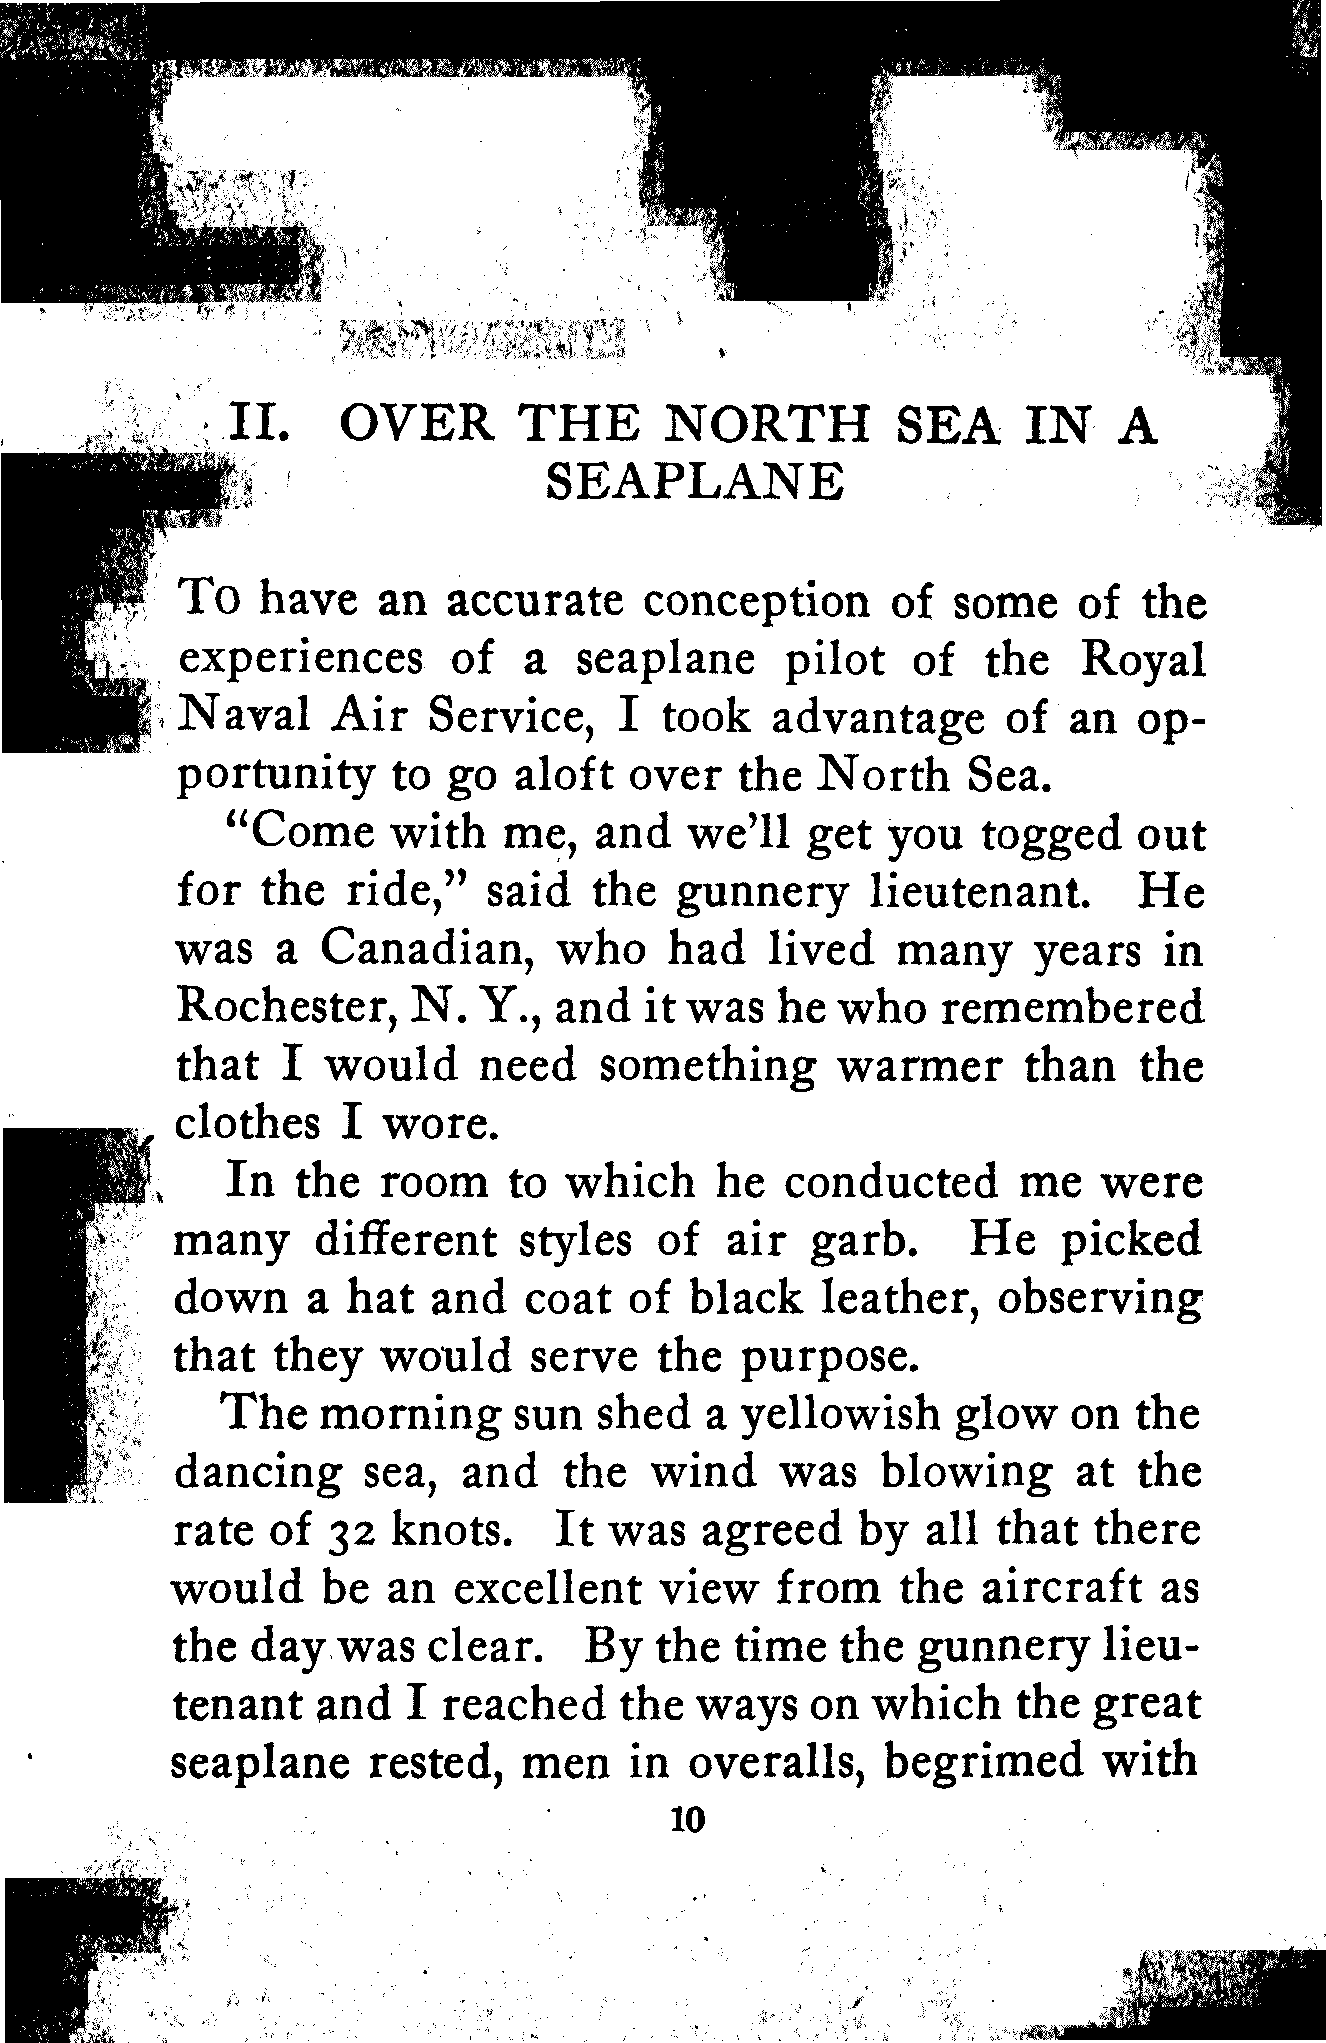 II. OVER THE NORTH SEA IN A
SEAPLANE
To have an accurate conception of some of the
experiences of a seaplane pilot of the Royal
Naval Air Service, I took advantage of an op-
portunity to go aloft over the North Sea.
"Come with me, and we'll get you togged out
for the ride," said the gunnery lieutenant. He
was a Canadian, who had lived many years in
Rochester, N. Y., and it was he who remembered
that I would need something warmer than the
clothes I wore.
In the room to which he conducted me were
many different styles of air garb. He picked
down a hat and coat of black leather, observing
that they would serve the purpose.
The morning sun shed a yellowish glow on the
dancing sea, and the wind was blowing at the
rate of 32 knots. It was agreed by all that there
would be an excellent view from the aircraft as
the day was clear. By the time the gunnery lieu-
tenant and I reached the ways on which the great
seaplane rested, men in overalls, begrimed with
10